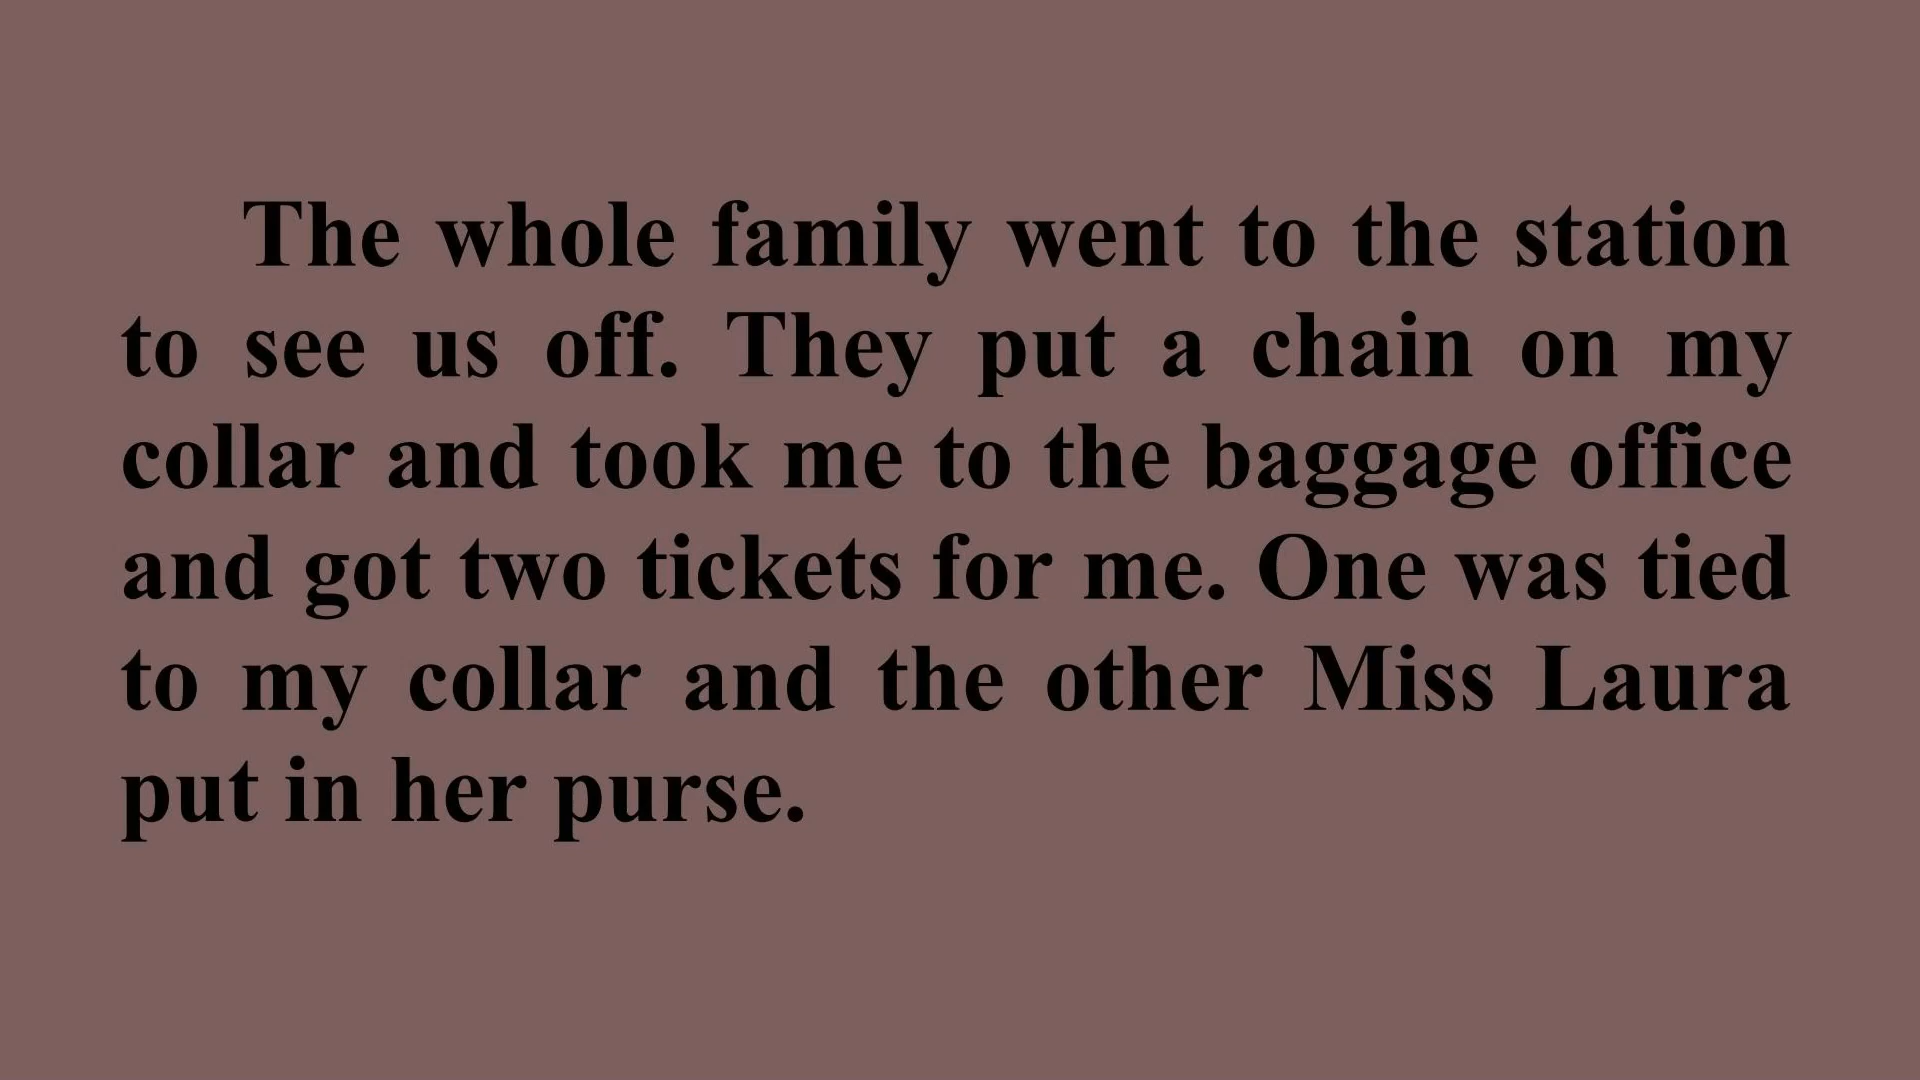 The whole family went to the station
to see us off. They put a chain on my
collar and took me to the baggage office
and got two tickets for me. One was tied
to my collar and the other Miss Laura
put in her purse.